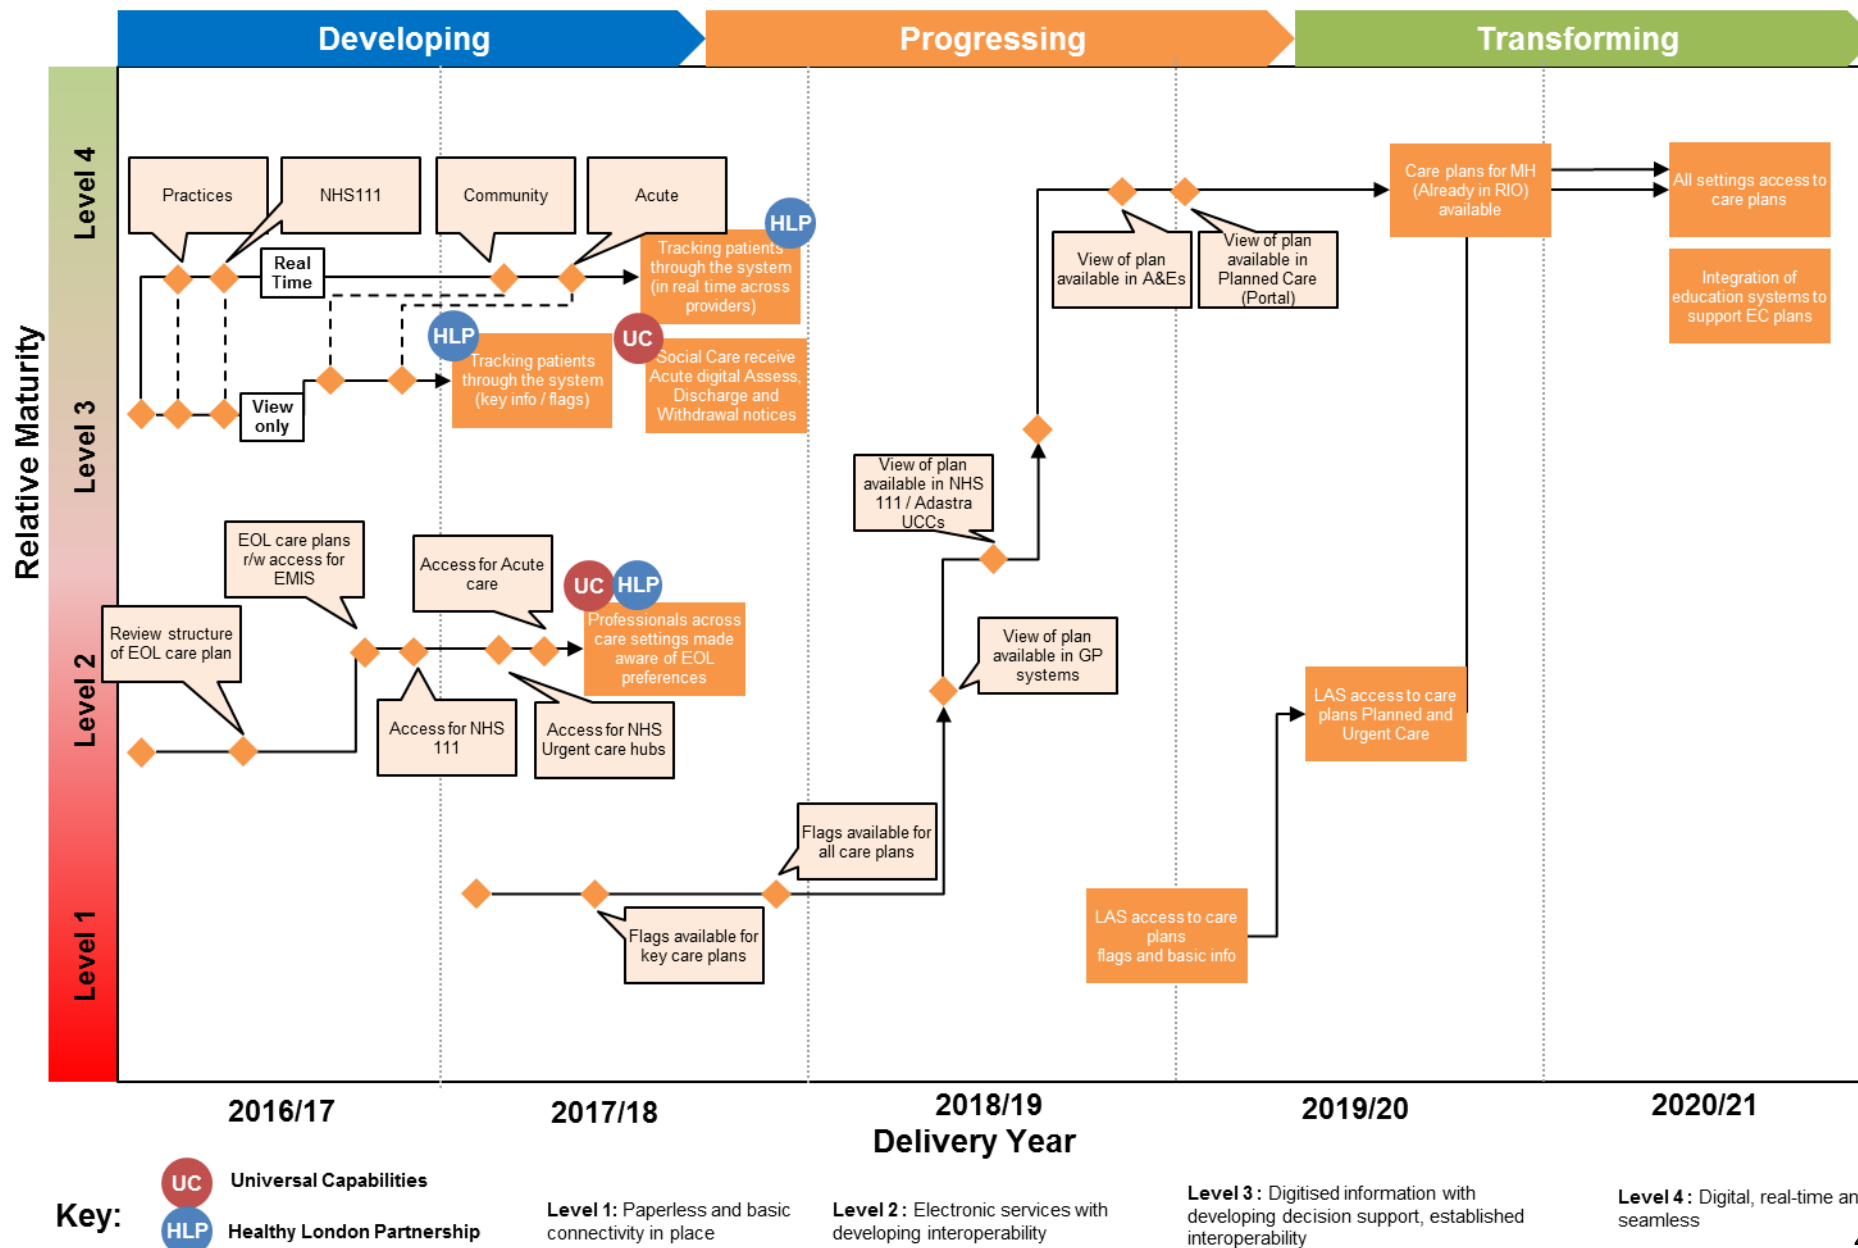 Developing
Progressing
Transforming
Relative Maturity
Level 4
Level 3
Level 2
Level 1
Practices
NHS111
Community
Acute
HLP
Real
Time
Tracking patients
through the system
(in real time across
providers)
HLP
UC
Tracking patients
through the system
(key info / flags)
Social Care receive
Acute digital Assess,
Discharge and
Withdrawal notices
View
only
View of plan
available in A&Es
View of plan
available in
Planned Care
(Portal)
Care plans for MH
(Already in RIO)
available
All settings access to
care plans
Integration of
education systems to
support EC plans
View of plan
available in NHS
111 / Adastra
UCCs
EOL care plans
r/w access for
EMIS
Access for Acute
care
UC
HLP
Professionals across
care settings made
aware of EOL
preferences
Review structure
of EOL care plan
Access for NHS
111
Access for NHS
Urgent care hubs
View of plan
available in GP
systems
LAS access to care
plans Planned and
Urgent Care
Flags available for
all care plans
Flags available for
key care plans
LAS access to care
plans
flags and basic info
2016/17
2017/18
2018/19
2019/20
2020/21
Delivery Year
Key:
UC
Universal Capabilities
HLP
Healthy London Partnership
Level 1: Paperless and basic
connectivity in place
Level 2 : Electronic services with
developing interoperability
Level 3 : Digitised information with
developing decision support, established
interoperability
Level 4 : Digital, real-time an
seamless